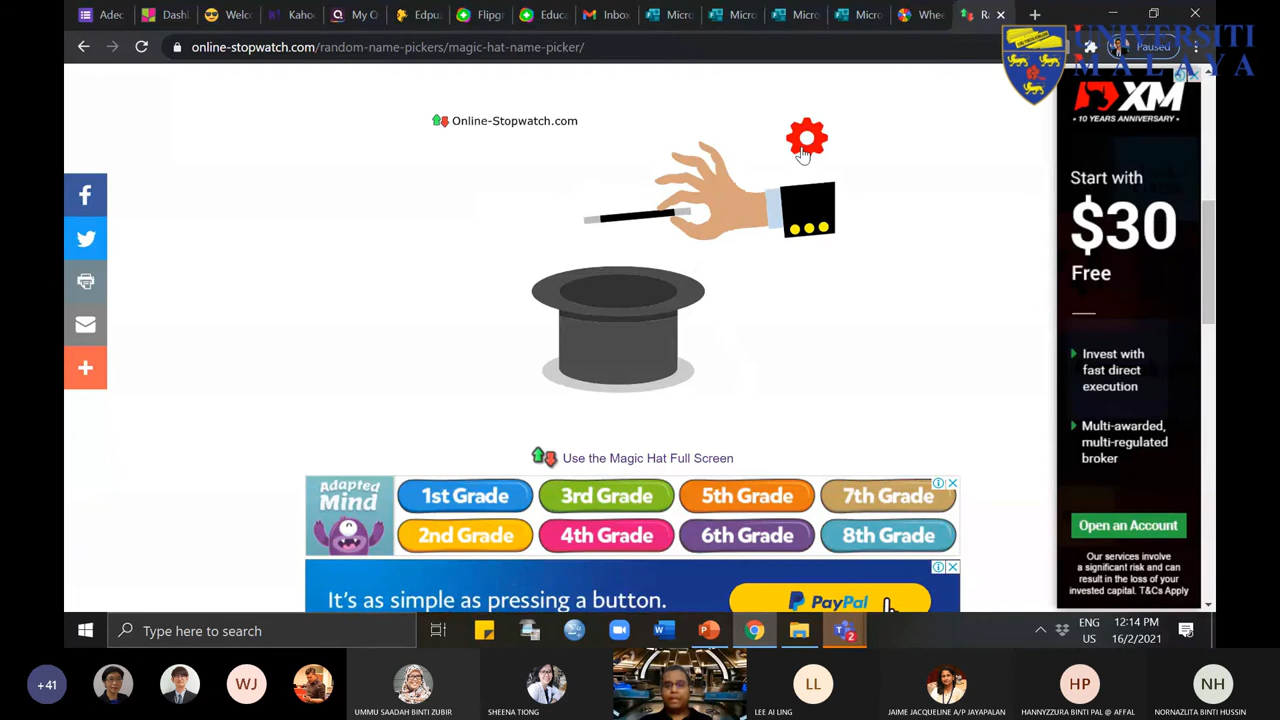 Adec
Dashl
Welco
Kaho
My Q
Edpu
Flipgr
Educa
Inbox
Micro
Micro
Micro
Micro
Whee
Ra
online-stopwatch.com/random-name-pickers/magic-hat-name-picker/
Paused
UNIVERSITI
MALAYA
Online-Stopwatch.com
XM
10 YEARS ANNIVERSARY
Start with
$30
Free
Invest with
fast direct
execution
Multi-awarded,
multi-regulated
broker
Open an Account
Our services involve
a significant risk and can
result in the loss of your
invested capital. T&Cs Apply
Use the Magic Hat Full Screen
Adapted
Mind
1st Grade
3rd Grade
5th Grade
7th Grade
2nd Grade
4th Grade
6th Grade
8th Grade
It's as simple as pressing a button.
PayPal
Type here to search
ENG
US
12:14 PM
16/2/2021
+41
WJ
UMMU SAADAH BINTI ZUBIR
SHEENA TIONG
LL
LEE AI LING
JAIME JACQUELINE A/P JAYAPALAN
HP
HANNYZZURA BINTI PAL @ AFFAL
NH
NORNAZLITA BINTI HUSSIN